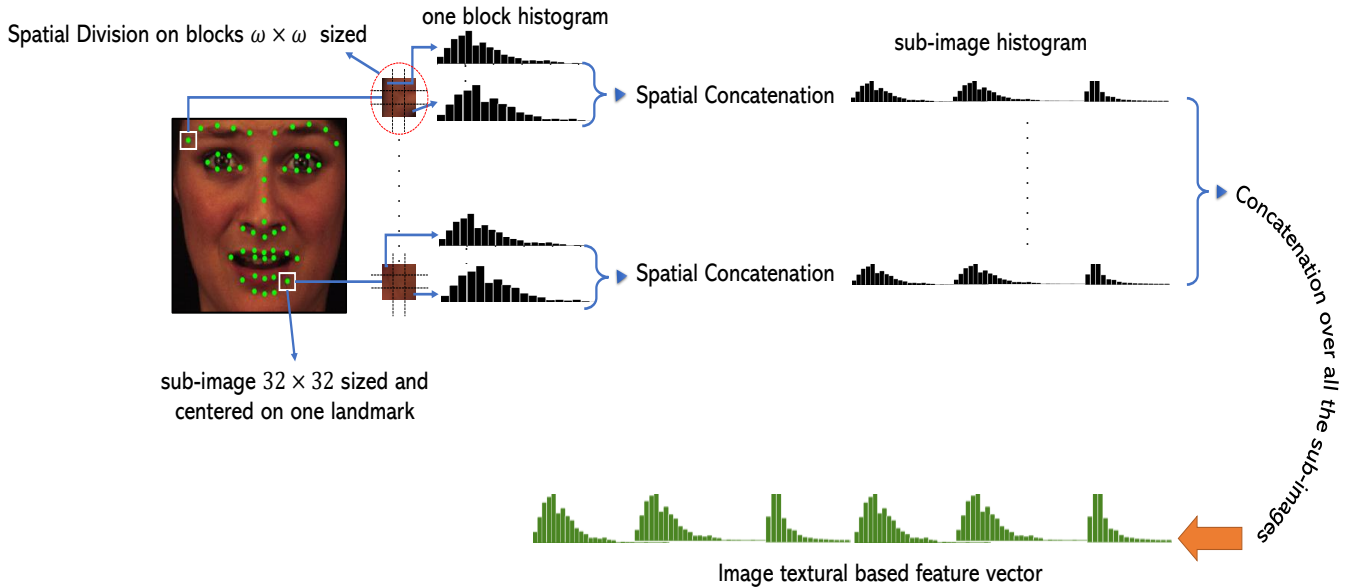 one block histogram
Spatial Division on blocks ω × ω sized
sub-image histogram
Spatial Concatenation
Spatial Concatenation
sub-image 32 × 32 sized and
centered on one landmark
Concatenation over all the sub-images
Image textural based feature vector